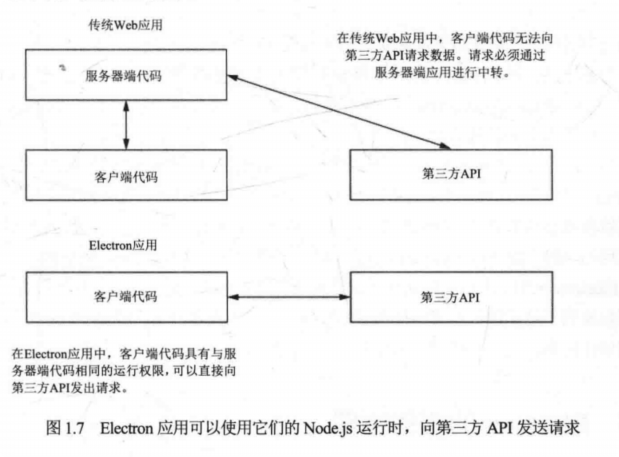 传统Web应用
在传统Web应用中，客户端代码无法向
第三方API请求数据。请求必须通过
服务器端应用进行中转。
服务器端代码
客户端代码
第三方API
Electron应用
客户端代码
第三方API
在Electron应用中，客户端代码具有与服
务器端代码相同的运行权限，可以直接向
第三方API发出请求。
图 1.7 Electron 应用可以使用它们的 Node.js 运行时，向第三方 API 发送请求